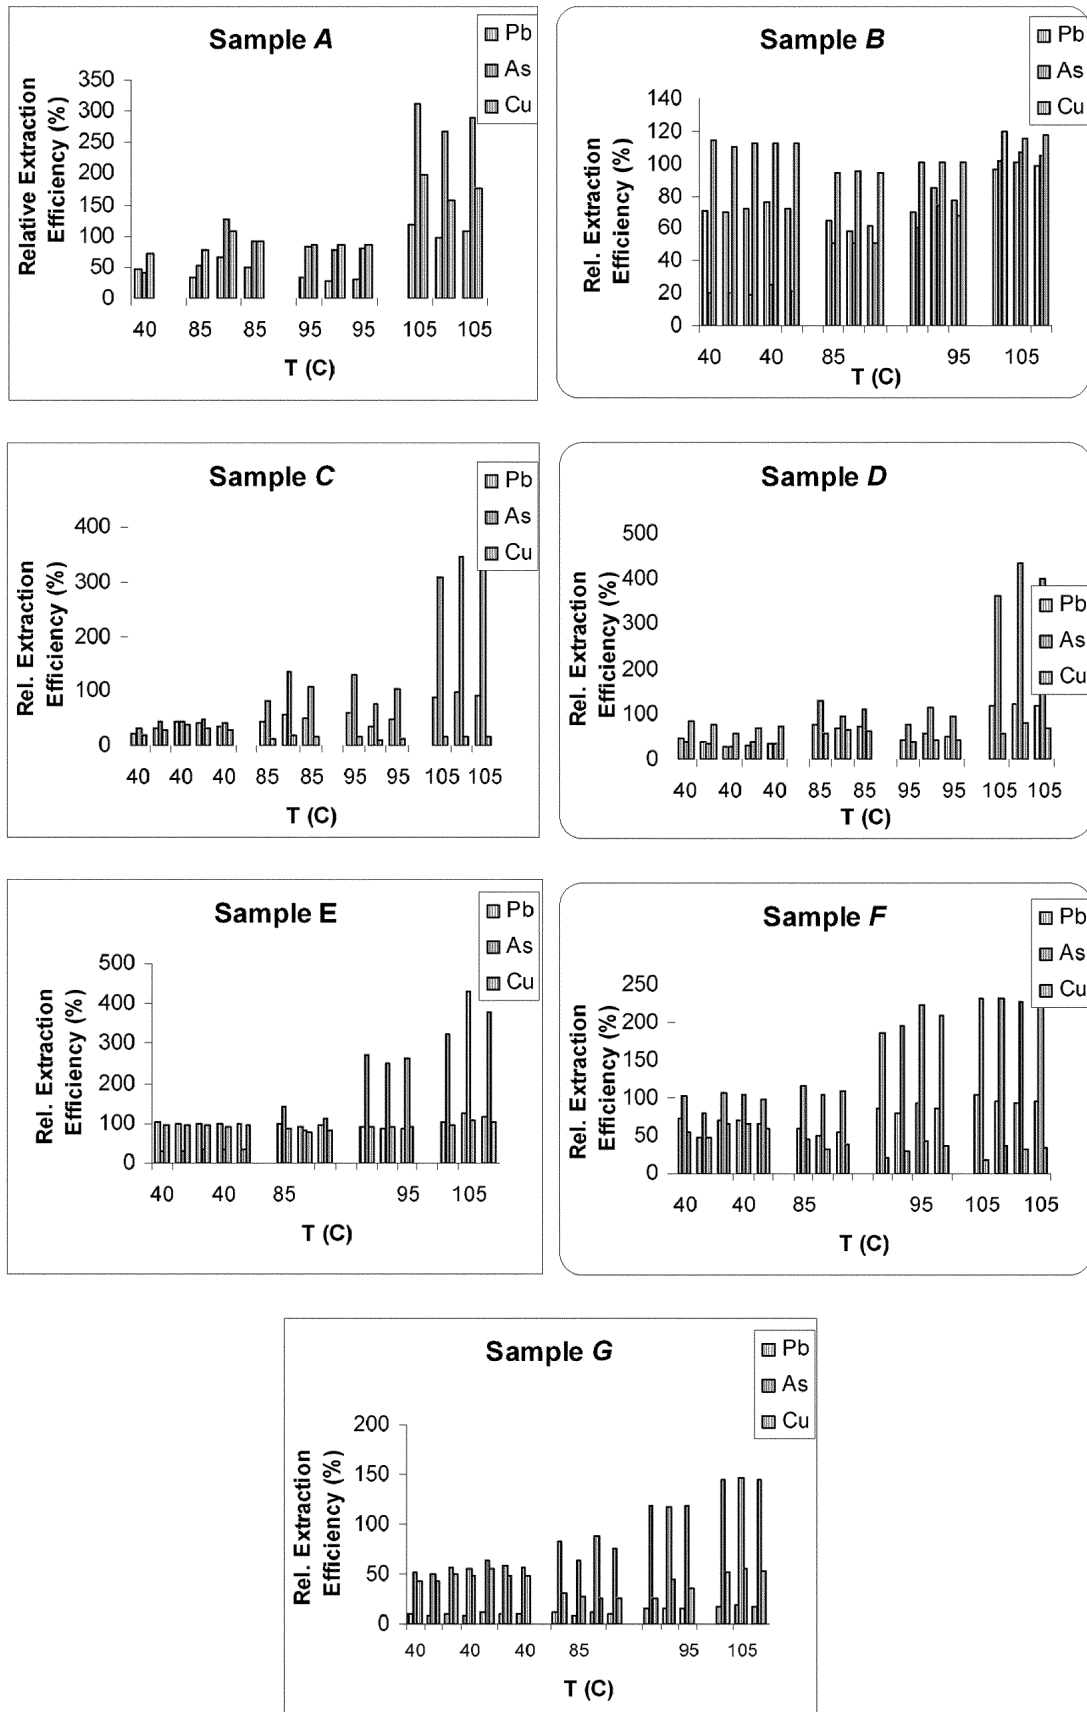 Sample A
Pb
As
Cu
Relative Extraction
Efficiency (%)
350
300
250
200
150
100
50
0
40 85 85 95 95 105 105
T (C)
Sample B
Pb
As
Cu
Rel. Extraction
Efficiency (%)
140
120
100
80
60
40
20
0
40 40 85 95 105
T (C)
Sample C
Pb
As
Cu
Rel. Extraction
Efficiency (%)
400
300
200
100
0
40 40 40 85 85 95 95 105 105
T (C)
Sample D
Pb
As
Cu
Rel. Extraction
Efficiency (%)
500
400
300
200
100
0
40 40 40 85 85 95 95 105 105
T (C)
Sample E
Pb
As
Cu
Rel. Extraction
Efficiency (%)
500
400
300
200
100
0
40 40 85 95 105
T (C)
Sample F
Pb
As
Cu
Rel. Extraction
Efficiency (%)
250
200
150
100
50
0
40 40 85 95 105 105
T (C)
Sample G
Pb
As
Cu
Rel. Extraction
Efficiency (%)
200
150
100
50
0
40 40 40 85 95 105
T (C)